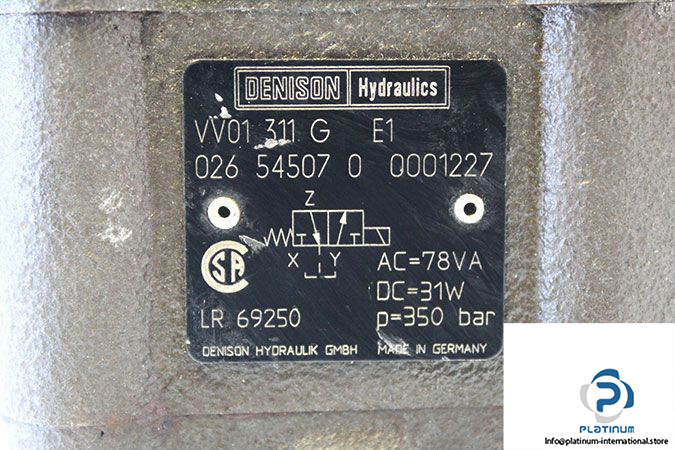 DENISON Hydraulics
VV01 311 G E1
026 54507 0 0001227
Z
X Y
CSA
AC=78VA
DC=31W
LR 69250 p=350 bar
DENISON HYDRAULIK GMBH MADE IN GERMANY
PLATINUM
Info@platinum-international.store